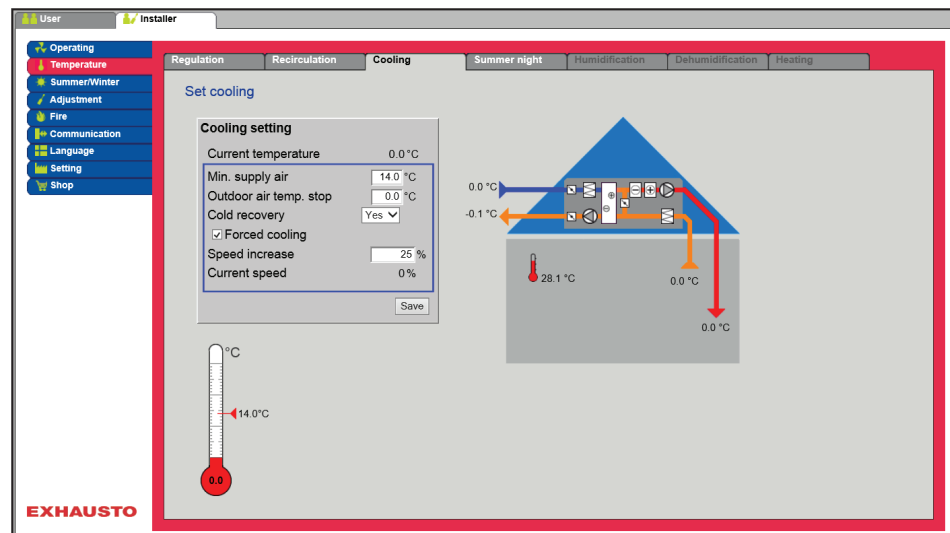 User Installer
Operating
Temperature
Summer/Winter
Adjustment
Fire
Communication
Language
Setting
Shop
Regulation Recirculation Cooling Summer night Humidification Dehumidification Heating
Set cooling
Cooling setting
Current temperature 0.0°C
Min. supply air 14.0 °C
Outdoor air temp. stop 0.0 °C
Cold recovery Yes
Forced cooling
Speed increase 25 %
Current speed 0%
Save
0.0 °C
-0.1 °C
28.1 °C
0.0 °C
0.0 °C
°C
14.0°C
0.0
EXHAUSTO